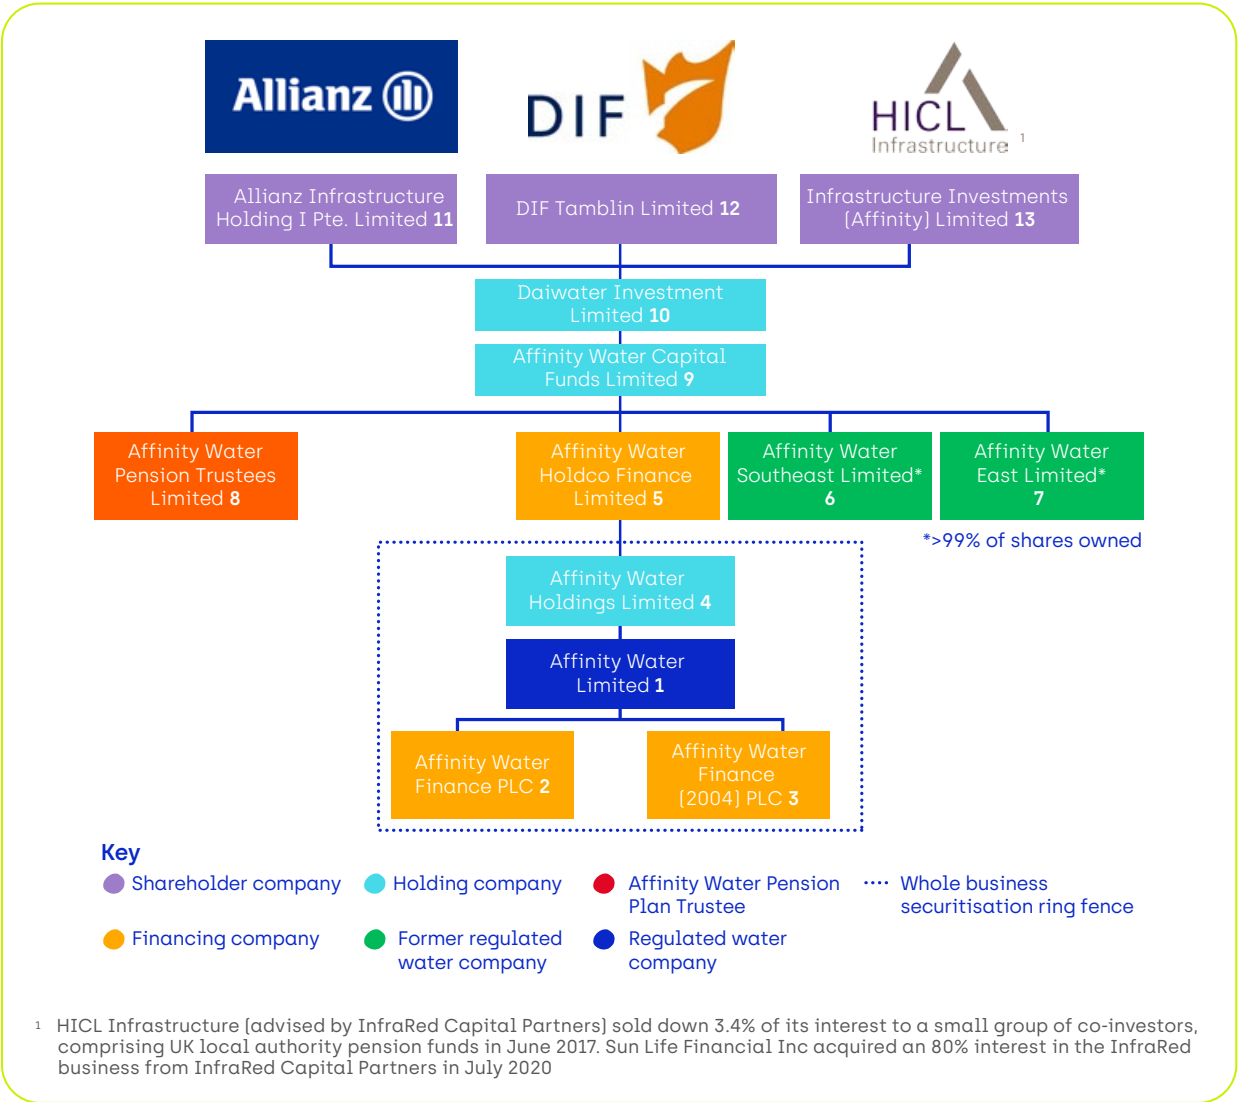 Allianz
DIF
HICL
Infrastructure 1
Allianz Infrastructure
Holding I Pte. Limited 11
DIF Tamblin Limited 12
Infrastructure Investments
(Affinity) Limited 13
Daiwater Investment
Limited 10
Affinity Water Capital
Funds Limited 9
Affinity Water
Pension Trustees
Limited 8
Affinity Water
Holdco Finance
Limited 5
Affinity Water
Southeast Limited*
6
Affinity Water
East Limited*
7
*>99% of shares owned
Affinity Water
Holdings Limited 4
Affinity Water
Limited 1
Affinity Water
Finance PLC 2
Affinity Water
Finance
(2004) PLC 3
Key
Shareholder company
Holding company
Affinity Water Pension
Plan Trustee
Whole business
securitisation ring fence
Financing company
Former regulated
water company
Regulated water
company
1 HICL Infrastructure (advised by InfraRed Capital Partners) sold down 3.4% of its interest to a small group of co-investors,
comprising UK local authority pension funds in June 2017. Sun Life Financial Inc acquired an 80% interest in the InfraRed
business from InfraRed Capital Partners in July 2020